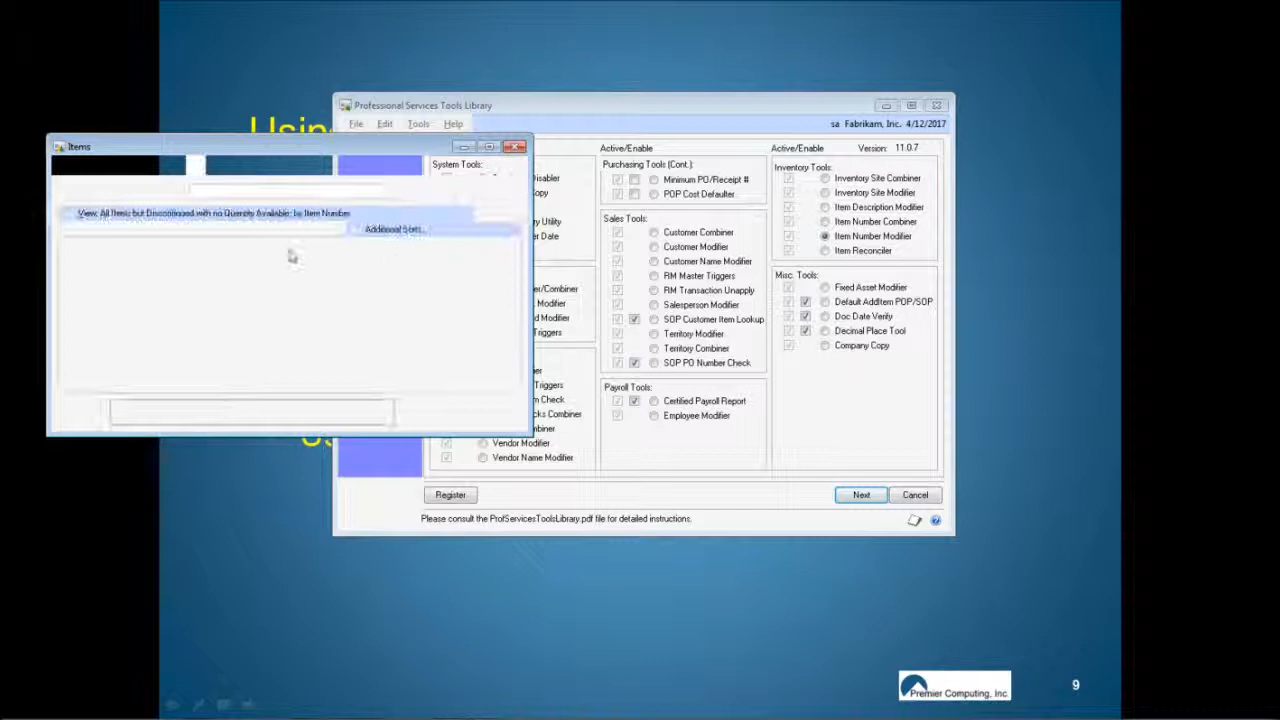 Professional Services Tools Library
File Edit Tools Help
sa Fabrikam, Inc. 4/12/2017
Items
View: All Items but Discontinued with no Quantity Available; by Item Number
Additional Sorts...
System Tools:
Active/Enable
Purchasing Tools (Cont.):
Minimum PO/Receipt #
POP Cost Defaulter
Sales Tools:
Customer Combiner
Customer Modifier
Customer Name Modifier
RM Master Triggers
RM Transaction Unapply
Salesperson Modifier
SOP Customer Item Lookup
Territory Modifier
Territory Combiner
SOP PO Number Check
Payroll Tools:
Certified Payroll Report
Employee Modifier
Active/Enable
Version: 11.0.7
Inventory Tools:
Inventory Site Combiner
Inventory Site Modifier
Item Description Modifier
Item Number Combiner
Item Number Modifier
Item Reconciler
Misc. Tools:
Fixed Asset Modifier
Default AddItem POP/SOP
Doc Date Verify
Decimal Place Tool
Company Copy
Vendor Modifier
Vendor Name Modifier
Register
Next
Cancel
Please consult the ProfServicesToolsLibrary.pdf file for detailed instructions.
Premier Computing, Inc.
9